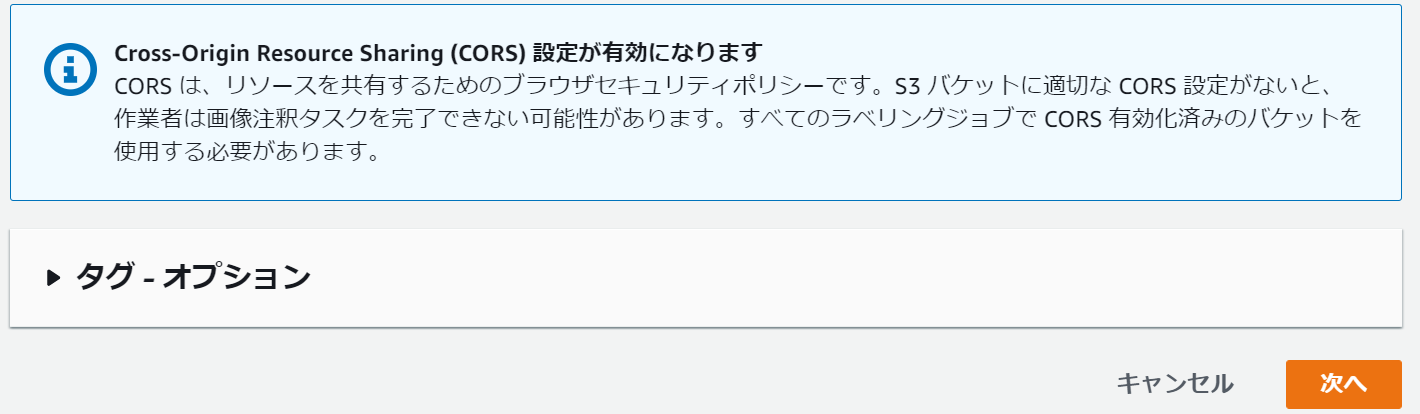 Cross-Origin Resource Sharing (CORS) 設定が有効になります
CORS は、リソースを共有するためのブラウザセキュリティポリシーです。S3 バケットに適切な CORS 設定がないと、
作業者は画像注釈タスクを完了できない可能性があります。すべてのラベリングジョブで CORS 有効化済みのバケットを
使用する必要があります。
タグ - オプション
キャンセル
次へ